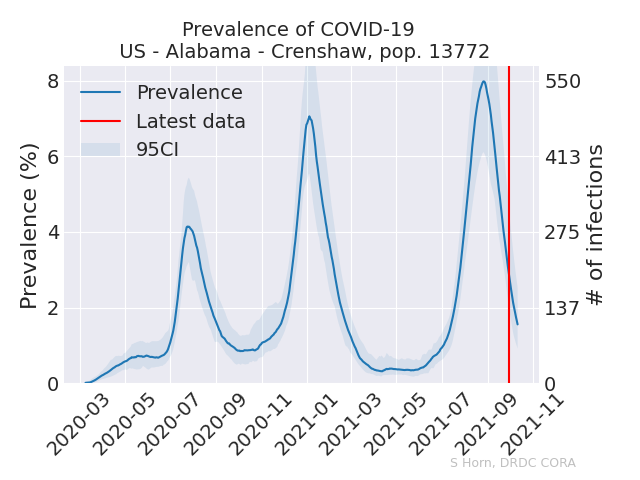 Prevalence of COVID-19
US - Alabama - Crenshaw, pop. 13772
Prevalence
Latest data
95CI
Prevalence (%)
8
6
4
2
0
550
413
275
137
0
# of infections
2020-03
2020-05
2020-07
2020-09
2020-11
2021-01
2021-03
2021-05
2021-07
2021-09
2021-11
S Horn, DRDC CORA